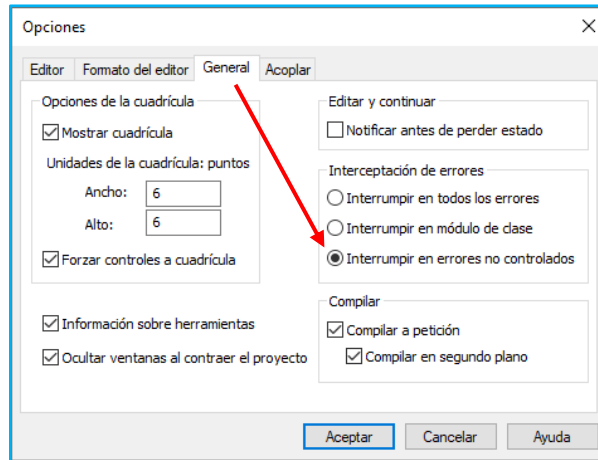 Opciones
Editor Formato del editor General Acoplar
Opciones de la cuadrícula
Mostrar cuadrícula
Unidades de la cuadrícula: puntos
Ancho: 6
Alto: 6
Forzar controles a cuadrícula
Información sobre herramientas
Ocultar ventanas al contraer el proyecto
Editar y continuar
Notificar antes de perder estado
Interceptación de errores
Interrumpir en todos los errores
Interrumpir en módulo de clase
Interrumpir en errores no controlados
Compilar
Compilar a petición
Compilar en segundo plano
Aceptar Cancelar Ayuda